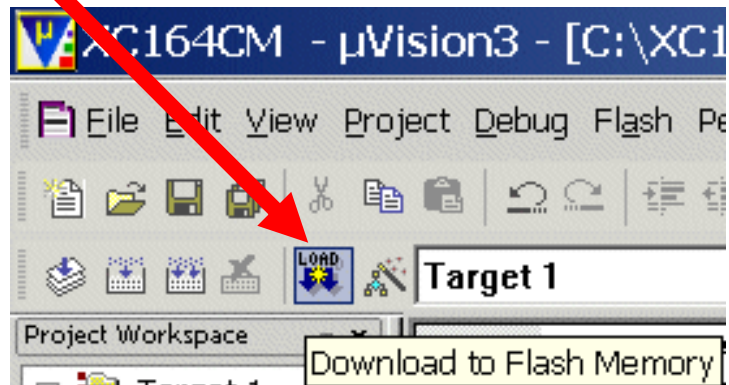 XC164CM - µVision3 - [C:\XC1
File Edit View Project Debug Flash Pe
LOAD
Target 1
Project Workspace
Download to Flash Memory
Target 1